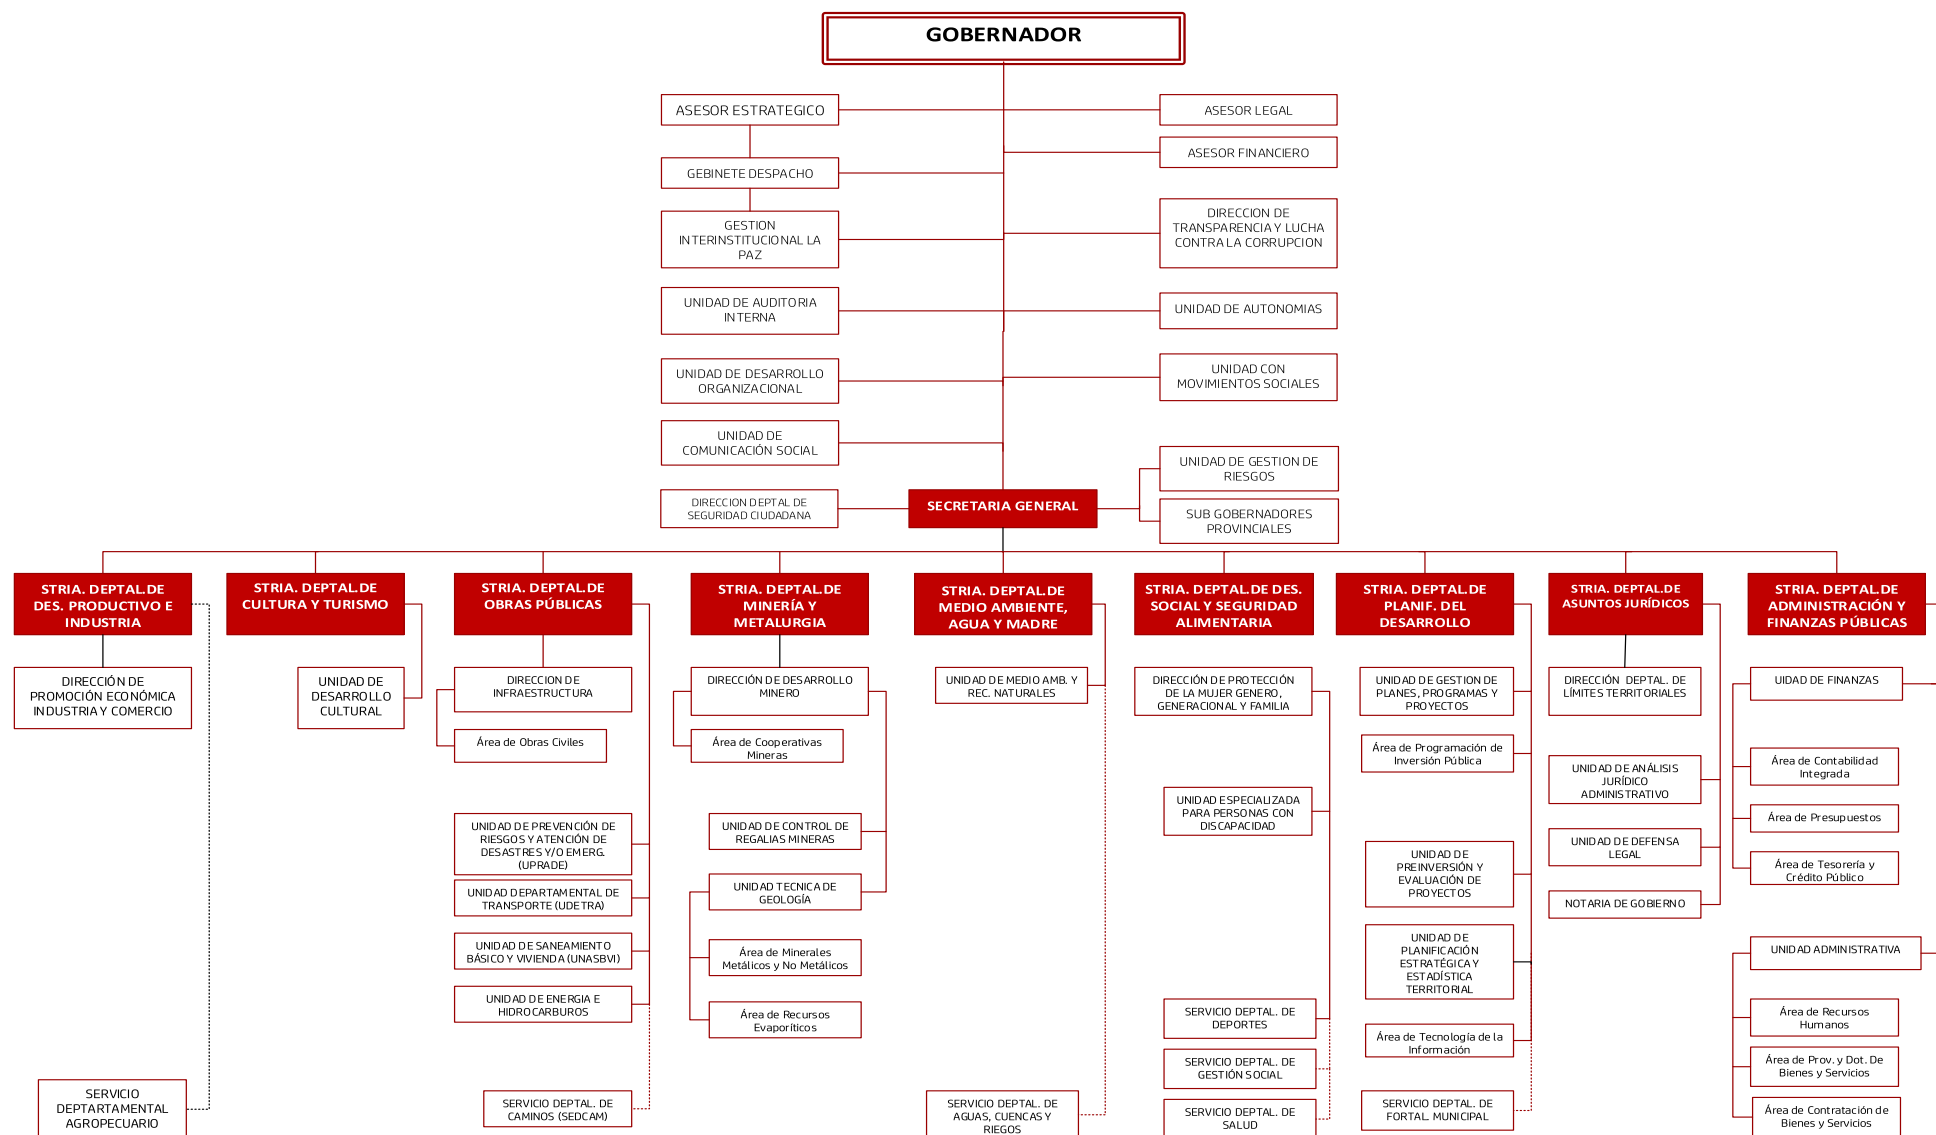 GOBERNADOR
ASESOR ESTRATEGICO
ASESOR LEGAL
ASESOR FINANCIERO
GEBINETE DESPACHO
GESTION
INTERINSTITUCIONAL LA
PAZ
DIRECCION DE
TRANSPARENCIA Y LUCHA
CONTRA LA CORRUPCION
UNIDAD DE AUDITORIA
INTERNA
UNIDAD DE AUTONOMIAS
UNIDAD DE DESARROLLO
ORGANIZACIONAL
UNIDAD CON
MOVIMIENTOS SOCIALES
UNIDAD DE
COMUNICACIÓN SOCIAL
UNIDAD DE GESTION DE
RIESGOS
DIRECCION DEPTAL DE
SEGURIDAD CIUDADANA
SECRETARIA GENERAL
SUB GOBERNADORES
PROVINCIALES
STRIA. DEPTAL.DE
DES. PRODUCTIVO E
INDUSTRIA
DIRECCIÓN DE
PROMOCIÓN ECONÓMICA
INDUSTRIA Y COMERCIO
SERVICIO
DEPTARTAMENTAL
AGROPECUARIO
STRIA. DEPTAL.DE
CULTURA Y TURISMO
UNIDAD DE
DESARROLLO
CULTURAL
STRIA. DEPTAL.DE
OBRAS PÚBLICAS
DIRECCION DE
INFRAESTRUCTURA
Área de Obras Civiles
UNIDAD DE PREVENCIÓN DE
RIESGOS Y ATENCIÓN DE
DESASTRES Y/O EMERG.
(UPRADE)
UNIDAD DEPARTAMENTAL DE
TRANSPORTE (UDETRA)
UNIDAD DE SANEAMIENTO
BÁSICO Y VIVIENDA (UNASBVI)
UNIDAD DE ENERGIA E
HIDROCARBUROS
SERVICIO DEPTAL. DE
CAMINOS (SEDCAM)
STRIA. DEPTAL.DE
MINERÍA Y
METALURGIA
DIRECCIÓN DE DESARROLLO
MINERO
Área de Cooperativas
Mineras
UNIDAD DE CONTROL DE
REGALIAS MINERAS
UNIDAD TECNICA DE
GEOLOGÍA
Área de Minerales
Metálicos y No Metálicos
Área de Recursos
Evaporíticos
STRIA. DEPTAL.DE
MEDIO AMBIENTE,
AGUA Y MADRE
UNIDAD DE MEDIO AMB. Y
REC. NATURALES
SERVICIO DEPTAL. DE
AGUAS, CUENCAS Y
RIEGOS
STRIA. DEPTAL.DE DES.
SOCIAL Y SEGURIDAD
ALIMENTARIA
DIRECCIÓN DE PROTECCIÓN
DE LA MUJER GENERO,
GENERACIONAL Y FAMILIA
UNIDAD ESPECIALIZADA
PARA PERSONAS CON
DISCAPACIDAD
SERVICIO DEPTAL. DE
DEPORTES
SERVICIO DEPTAL. DE
GESTIÓN SOCIAL
SERVICIO DEPTAL. DE
SALUD
STRIA. DEPTAL.DE
PLANIF. DEL
DESARROLLO
UNIDAD DE GESTION DE
PLANES, PROGRAMAS Y
PROYECTOS
Área de Programación de
Inversión Pública
UNIDAD DE
PREINVERSIÓN Y
EVALUACIÓN DE
PROYECTOS
UNIDAD DE
PLANIFICACIÓN
ESTRATÉGICA Y
ESTADÍSTICA
TERRITORIAL
Área de Tecnología de la
Información
SERVICIO DEPTAL. DE
FORTAL. MUNICIPAL
STRIA. DEPTAL.DE
ASUNTOS JURÍDICOS
DIRECCIÓN DEPTAL. DE
LÍMITES TERRITORIALES
UNIDAD DE ANÁLISIS
JURÍDICO
ADMINISTRATIVO
UNIDAD DE DEFENSA
LEGAL
NOTARIA DE GOBIERNO
STRIA. DEPTAL.DE
ADMINISTRACIÓN Y
FINANZAS PÚBLICAS
UIDAD DE FINANZAS
Área de Contabilidad
Integrada
Área de Presupuestos
Área de Tesorería y
Crédito Público
UNIDAD ADMINISTRATIVA
Área de Recursos
Humanos
Área de Prov. y Dot. De
Bienes y Servicios
Área de Contratación de
Bienes y Servicios